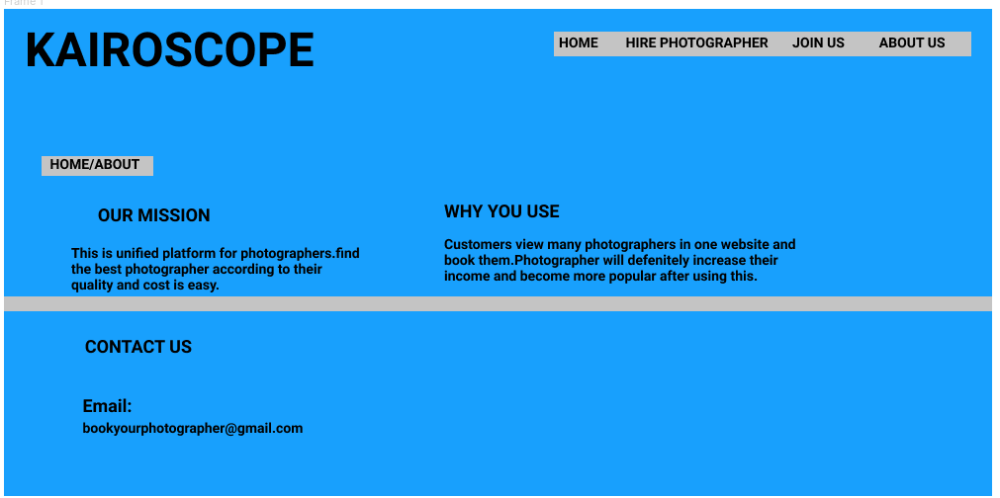 Frame 1
KAIROSCOPE
HOME HIRE PHOTOGRAPHER JOIN US ABOUT US
HOME/ABOUT
OUR MISSION
This is unified platform for photographers.find
the best photographer according to their
quality and cost is easy.
WHY YOU USE
Customers view many photographers in one website and
book them.Photographer will defenitely increase their
income and become more popular after using this.
CONTACT US
Email:
bookyourphotographer@gmail.com